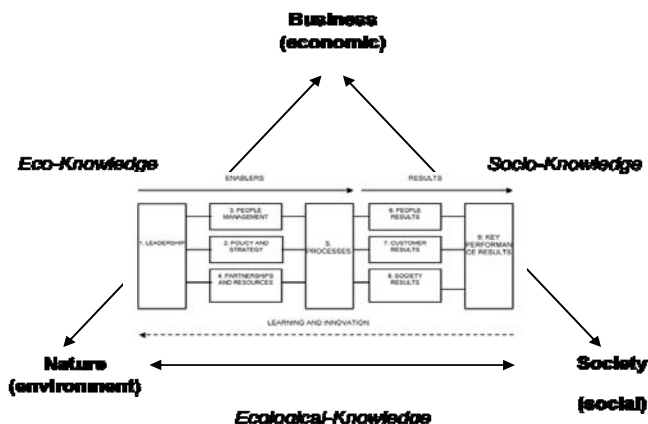 Business
(economic)
Eco-Knowledge
Socio-Knowledge
ENABLERS
RESULTS
1. LEADERSHIP
3. PEOPLE
MANAGEMENT
2. POLICY AND
STRATEGY
4. PARTNERSHIPS
AND RESOURCES
5.
PROCESSES
6. PEOPLE
RESULTS
7. CUSTOMER
RESULTS
8. SOCIETY
RESULTS
9. KEY
PERFORMAN
CE RESULTS
LEARNING AND INNOVATION
Nature
(environment)
Society
(social)
Ecological-Knowledge